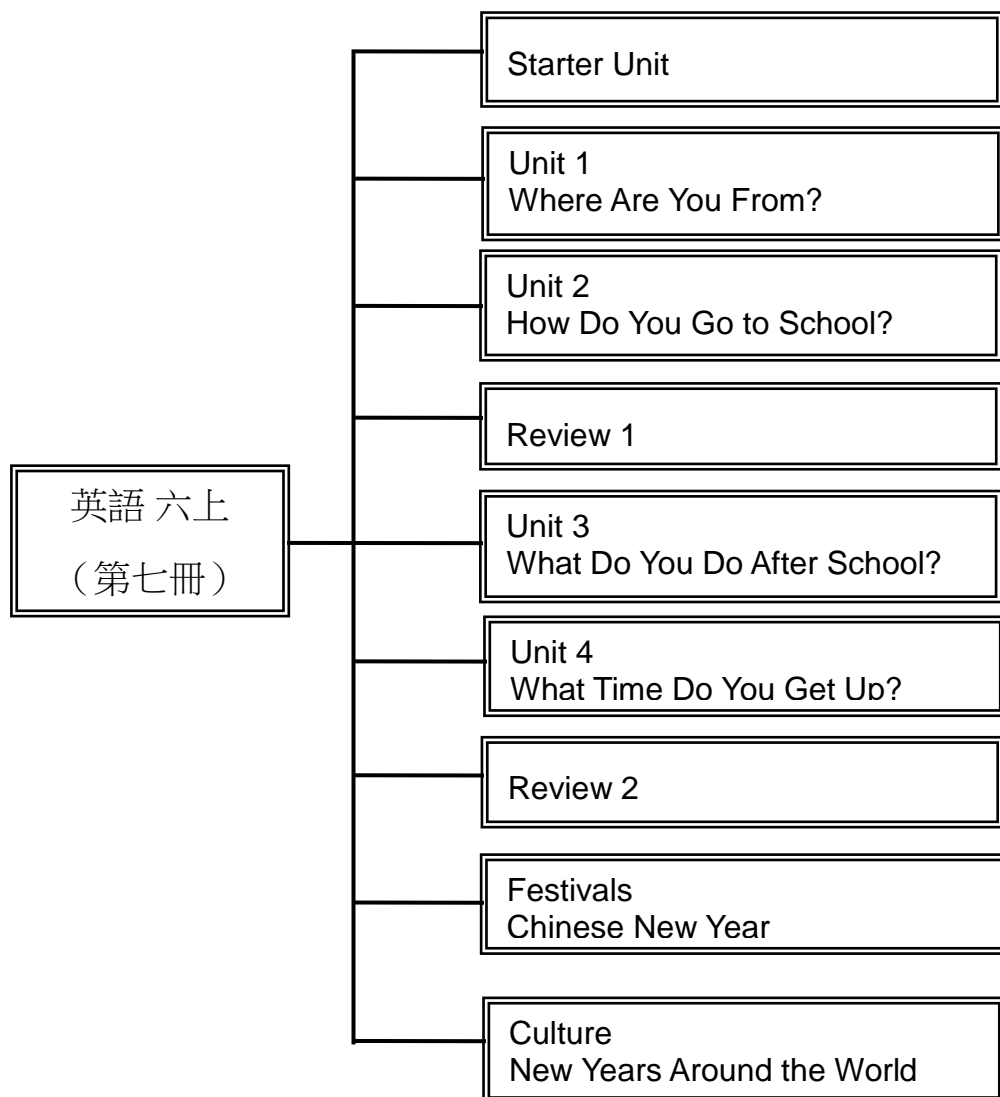 Starter Unit
Unit 1
Where Are You From?
Unit 2
How Do You Go to School?
Review 1
英語 六上
（第七冊）
Unit 3
What Do You Do After School?
Unit 4
What Time Do You Get Up?
Review 2
Festivals
Chinese New Year
Culture
New Years Around the World